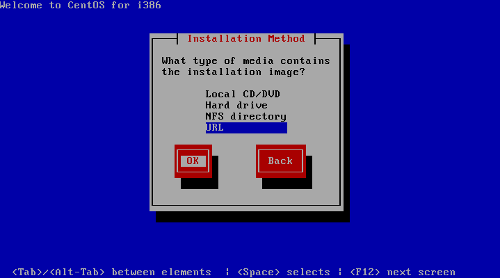 Welcome to CentOS for i386
Installation Method
What type of media contains
the installation image?
Local CD/DVD
Hard drive
NFS directory
URL
OK
Back
<Tab>/<Alt-Tab> between elements | <Space> selects | <F12> next screen